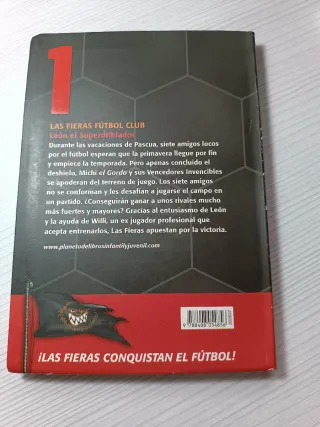 1
LAS FIERAS FÚTBOL CLUB
León el Superdriblador
Durante las vacaciones de Pascua, siete amigos locos
por el fútbol esperan que la primavera llegue por fin
y empiece la temporada. Pero apenas concluido el
deshielo, Michi el Gordo y sus Vencedores Invencibles
se apoderan del terreno de juego. Los siete amigos
no se conforman y les desafían a jugarse el campo en
un partido. ¿Conseguirán ganar a unos rivales mucho
más fuertes y mayores? Gracias al entusiasmo de León
y la ayuda de Willi, un ex jugador profesional que
acepta entrenarlos, Las Fieras apuestan por la victoria.
www.planetadelibrosinfantilyjuvenil.com
¡LAS FIERAS CONQUISTAN EL FÚTBOL!